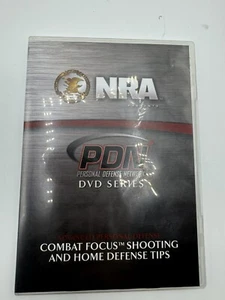 NRA
PDN
PERSONAL DEFENSE NETWORK
DVD SERIES
COMBAT FOCUS™ SHOOTING
AND HOME DEFENSE TIPS